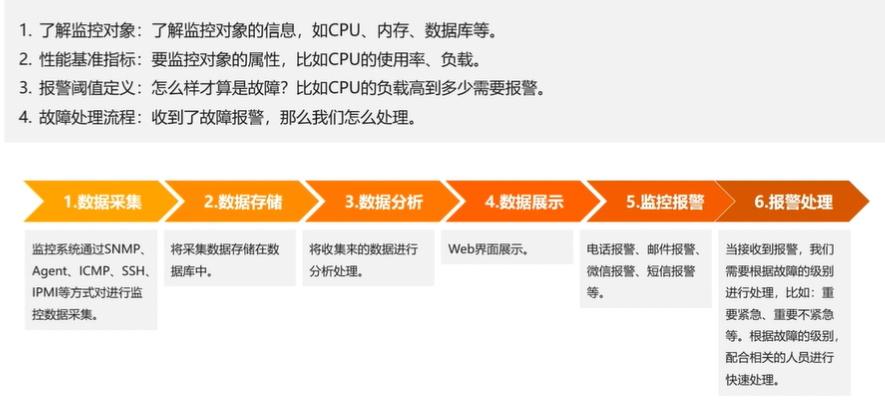 1. 了解监控对象：了解监控对象的信息，如CPU、内存、数据库等。
2. 性能基准指标：要监控对象的属性，比如CPU的使用率、负载。
3. 报警阈值定义：怎么样才算是故障？比如CPU的负载高到多少需要报警。
4. 故障处理流程：收到了故障报警，那么我们怎么处理。
1.数据采集
2.数据存储
3.数据分析
4.数据展示
5.监控报警
6.报警处理
监控系统通过SNMP、
Agent、ICMP、SSH、
IPMI等方式对进行监
控数据采集。
将采集数据存储在数
据库中。
将收集来的数据进行
分析处理。
Web界面展示。
电话报警、邮件报警、
微信报警、短信报警
等。
当接收到报警，我们
需要根据故障的级别
进行处理，比如：重
要紧急、重要不紧急
等。根据故障的级别，
配合相关的人员进行
快速处理。